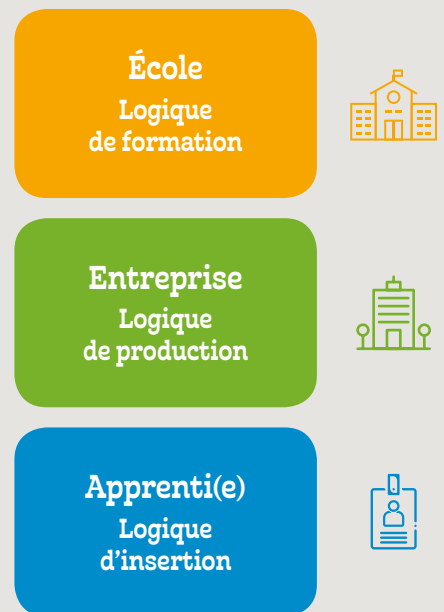 École
Logique
de formation
Entreprise
Logique
de production
Apprenti(e)
Logique
d'insertion